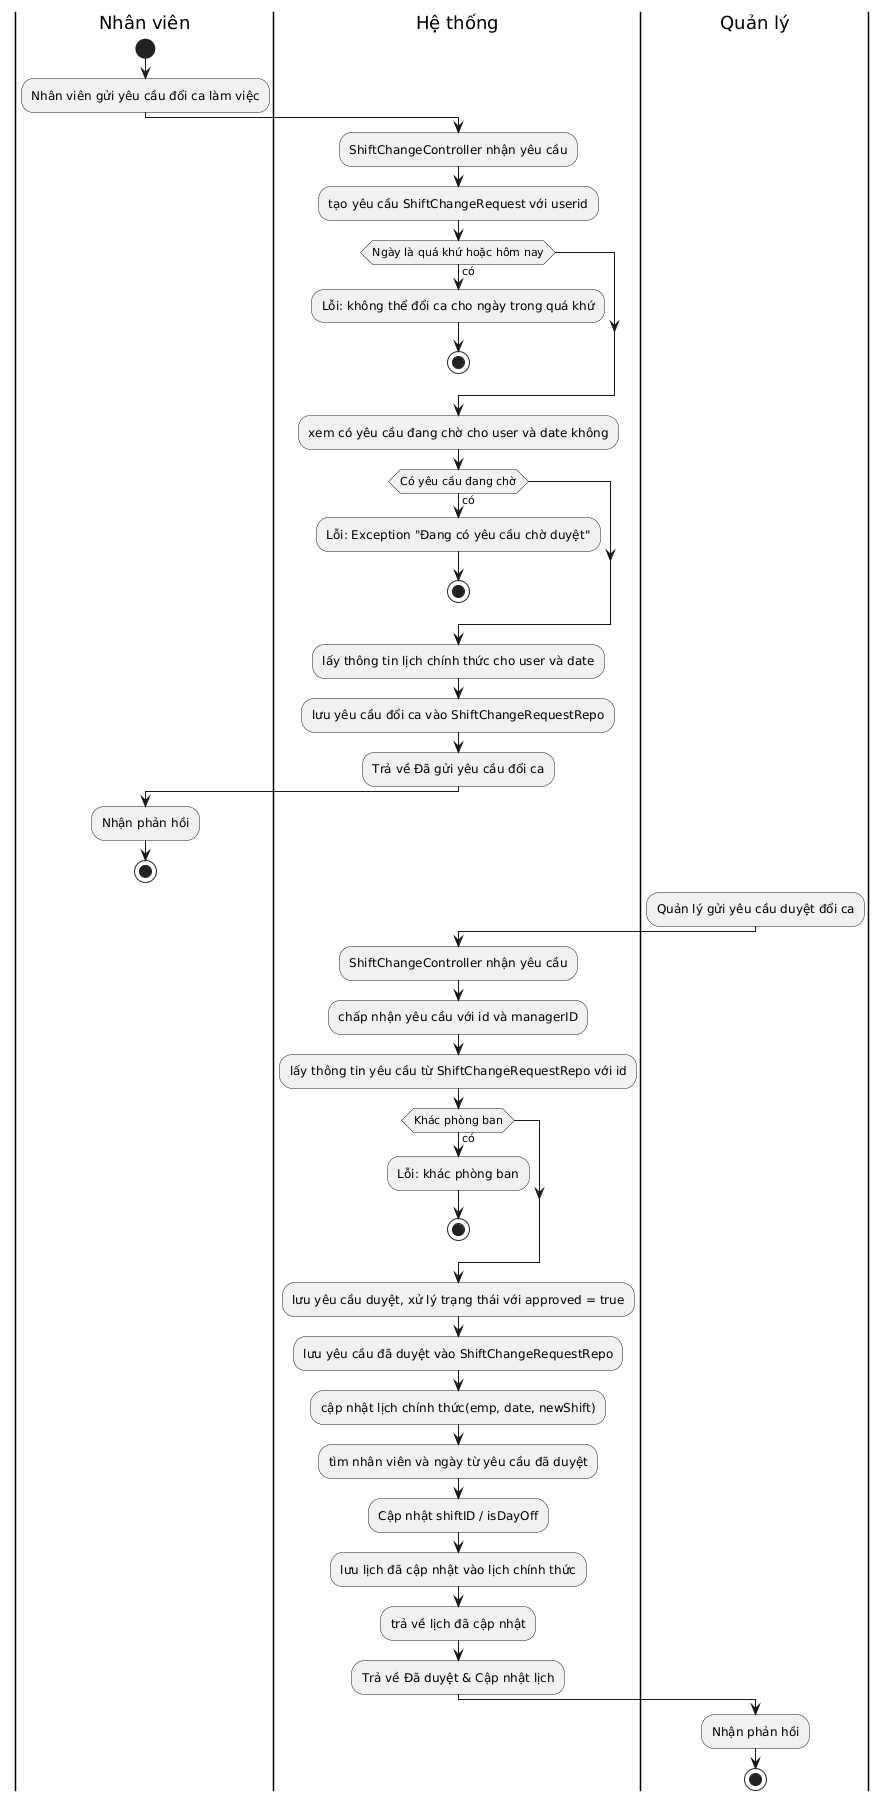 Nhân viên
Hệ thống
Quản lý
Nhân viên gửi yêu cầu đổi ca làm việc
ShiftChangeController nhận yêu cầu
tạo yêu cầu ShiftChangeRequest với userid
Ngày là quá khứ hoặc hôm nay
có
Lỗi: không thể đổi ca cho ngày trong quá khứ
xem có yêu cầu đang chờ cho user và date không
Có yêu cầu đang chờ
có
Lỗi: Exception "Đang có yêu cầu chờ duyệt"
lấy thông tin lịch chính thức cho user và date
lưu yêu cầu đổi ca vào ShiftChangeRequestRepo
Trả về Đã gửi yêu cầu đổi ca
Nhận phản hồi
Quản lý gửi yêu cầu duyệt đổi ca
ShiftChangeController nhận yêu cầu
chấp nhận yêu cầu với id và managerID
lấy thông tin yêu cầu từ ShiftChangeRequestRepo với id
Khác phòng ban
có
Lỗi: khác phòng ban
lưu yêu cầu duyệt, xử lý trạng thái với approved = true
lưu yêu cầu đã duyệt vào ShiftChangeRequestRepo
cập nhật lịch chính thức(emp, date, newShift)
tìm nhân viên và ngày từ yêu cầu đã duyệt
Cập nhật shiftID / isDayOff
lưu lịch đã cập nhật vào lịch chính thức
trả về lịch đã cập nhật
Trả về Đã duyệt & Cập nhật lịch
Nhận phản hồi